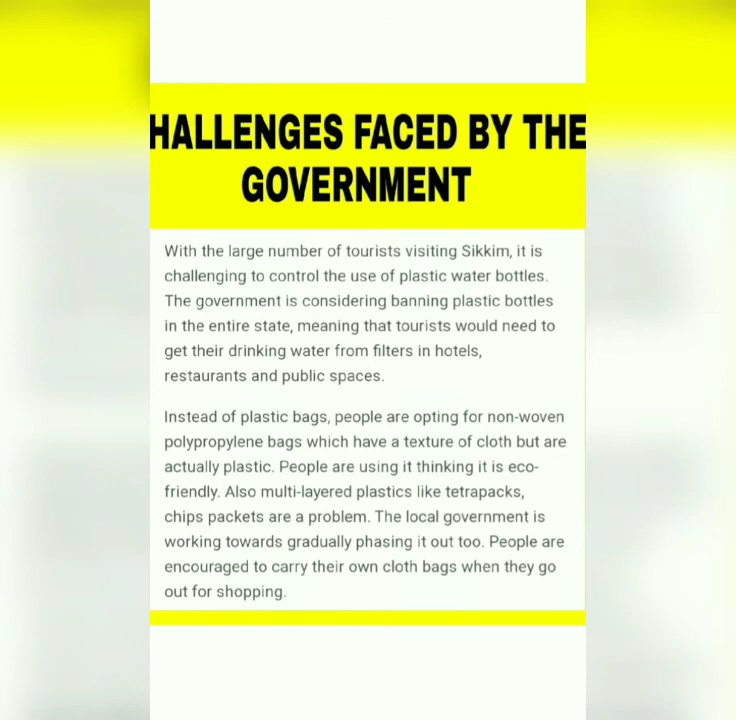 HALLENGES FACED BY THE
GOVERNMENT
With the large number of tourists visiting Sikkim, it is
challenging to control the use of plastic water bottles.
The government is considering banning plastic bottles
in the entire state, meaning that tourists would need to
get their drinking water from filters in hotels,
restaurants and public spaces.
Instead of plastic bags, people are opting for non-woven
polypropylene bags which have a texture of cloth but are
actually plastic. People are using it thinking it is eco-
friendly. Also multi-layered plastics like tetrapacks,
chips packets are a problem. The local government is
working towards gradually phasing it out too. People are
encouraged to carry their own cloth bags when they go
out for shopping.